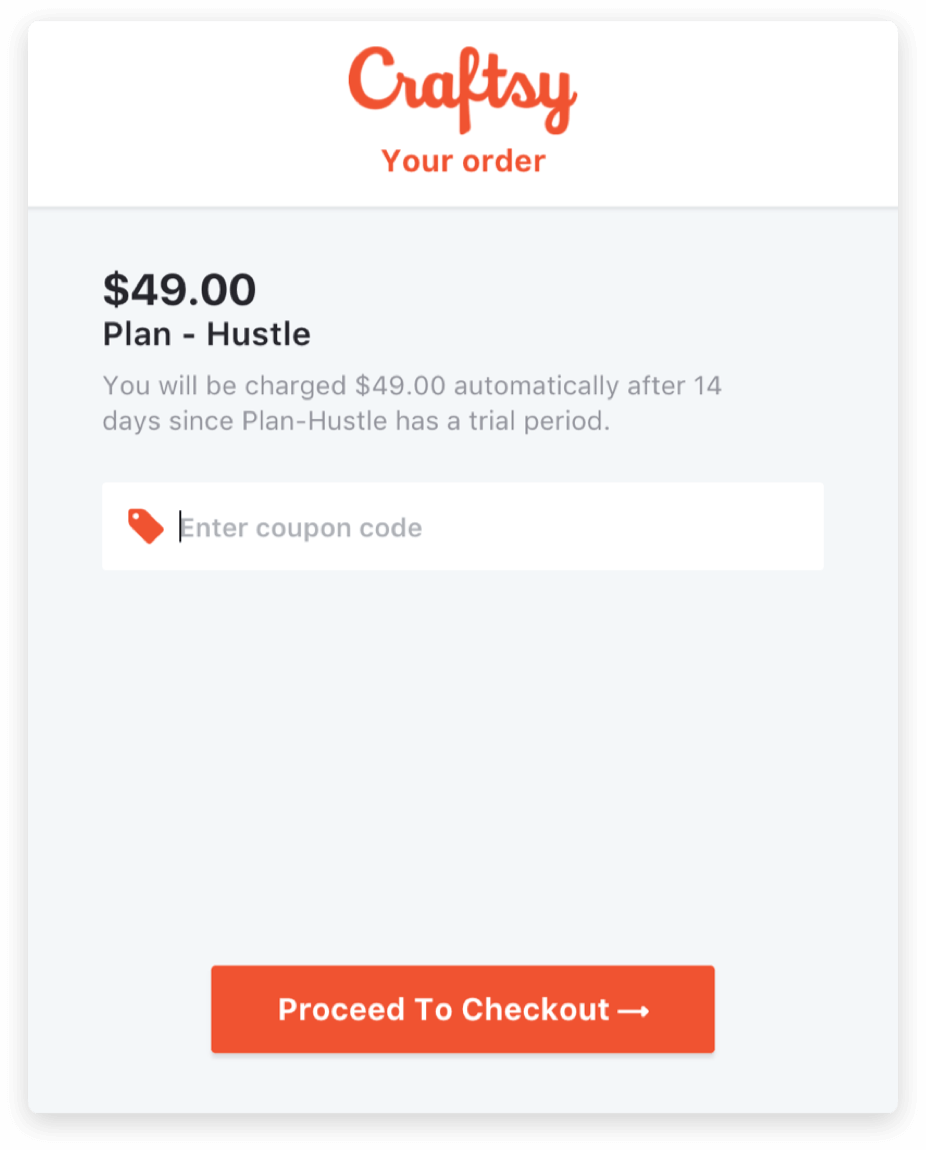 Craftsy
Your order
$49.00
Plan - Hustle
You will be charged $49.00 automatically after 14
days since Plan-Hustle has a trial period.
Enter coupon code
Proceed To Checkout →